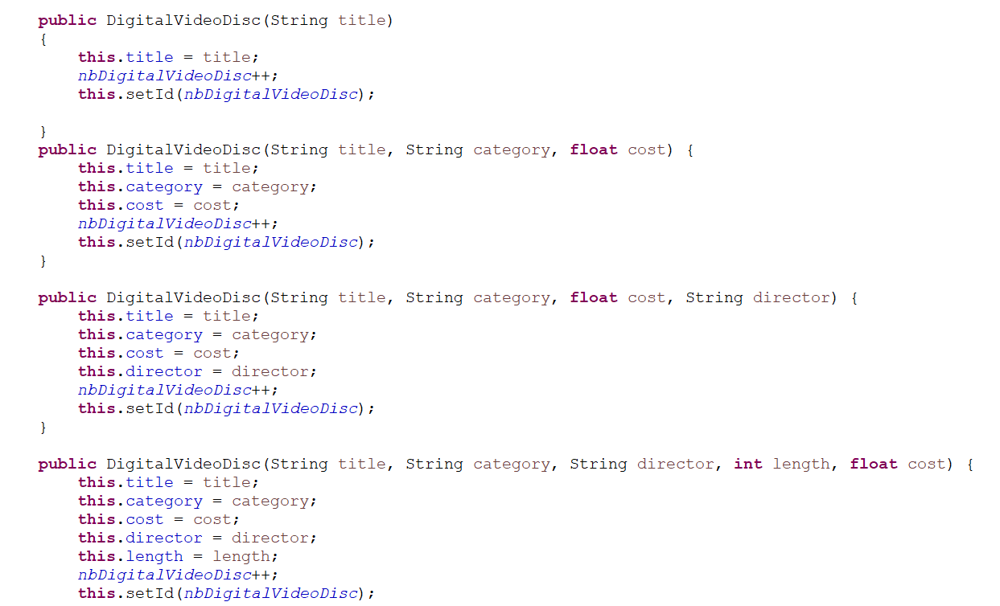 public DigitalVideoDisc(String title)
{
    this.title = title;
    nbDigitalVideoDisc++;
    this.setId(nbDigitalVideoDisc);

}
public DigitalVideoDisc(String title, String category, float cost) {
    this.title = title;
    this.category = category;
    this.cost = cost;
    nbDigitalVideoDisc++;
    this.setId(nbDigitalVideoDisc);
}

public DigitalVideoDisc(String title, String category, float cost, String director) {
    this.title = title;
    this.category = category;
    this.cost = cost;
    this.director = director;
    nbDigitalVideoDisc++;
    this.setId(nbDigitalVideoDisc);
}

public DigitalVideoDisc(String title, String category, String director, int length, float cost) {
    this.title = title;
    this.category = category;
    this.cost = cost;
    this.director = director;
    this.length = length;
    nbDigitalVideoDisc++;
    this.setId(nbDigitalVideoDisc);